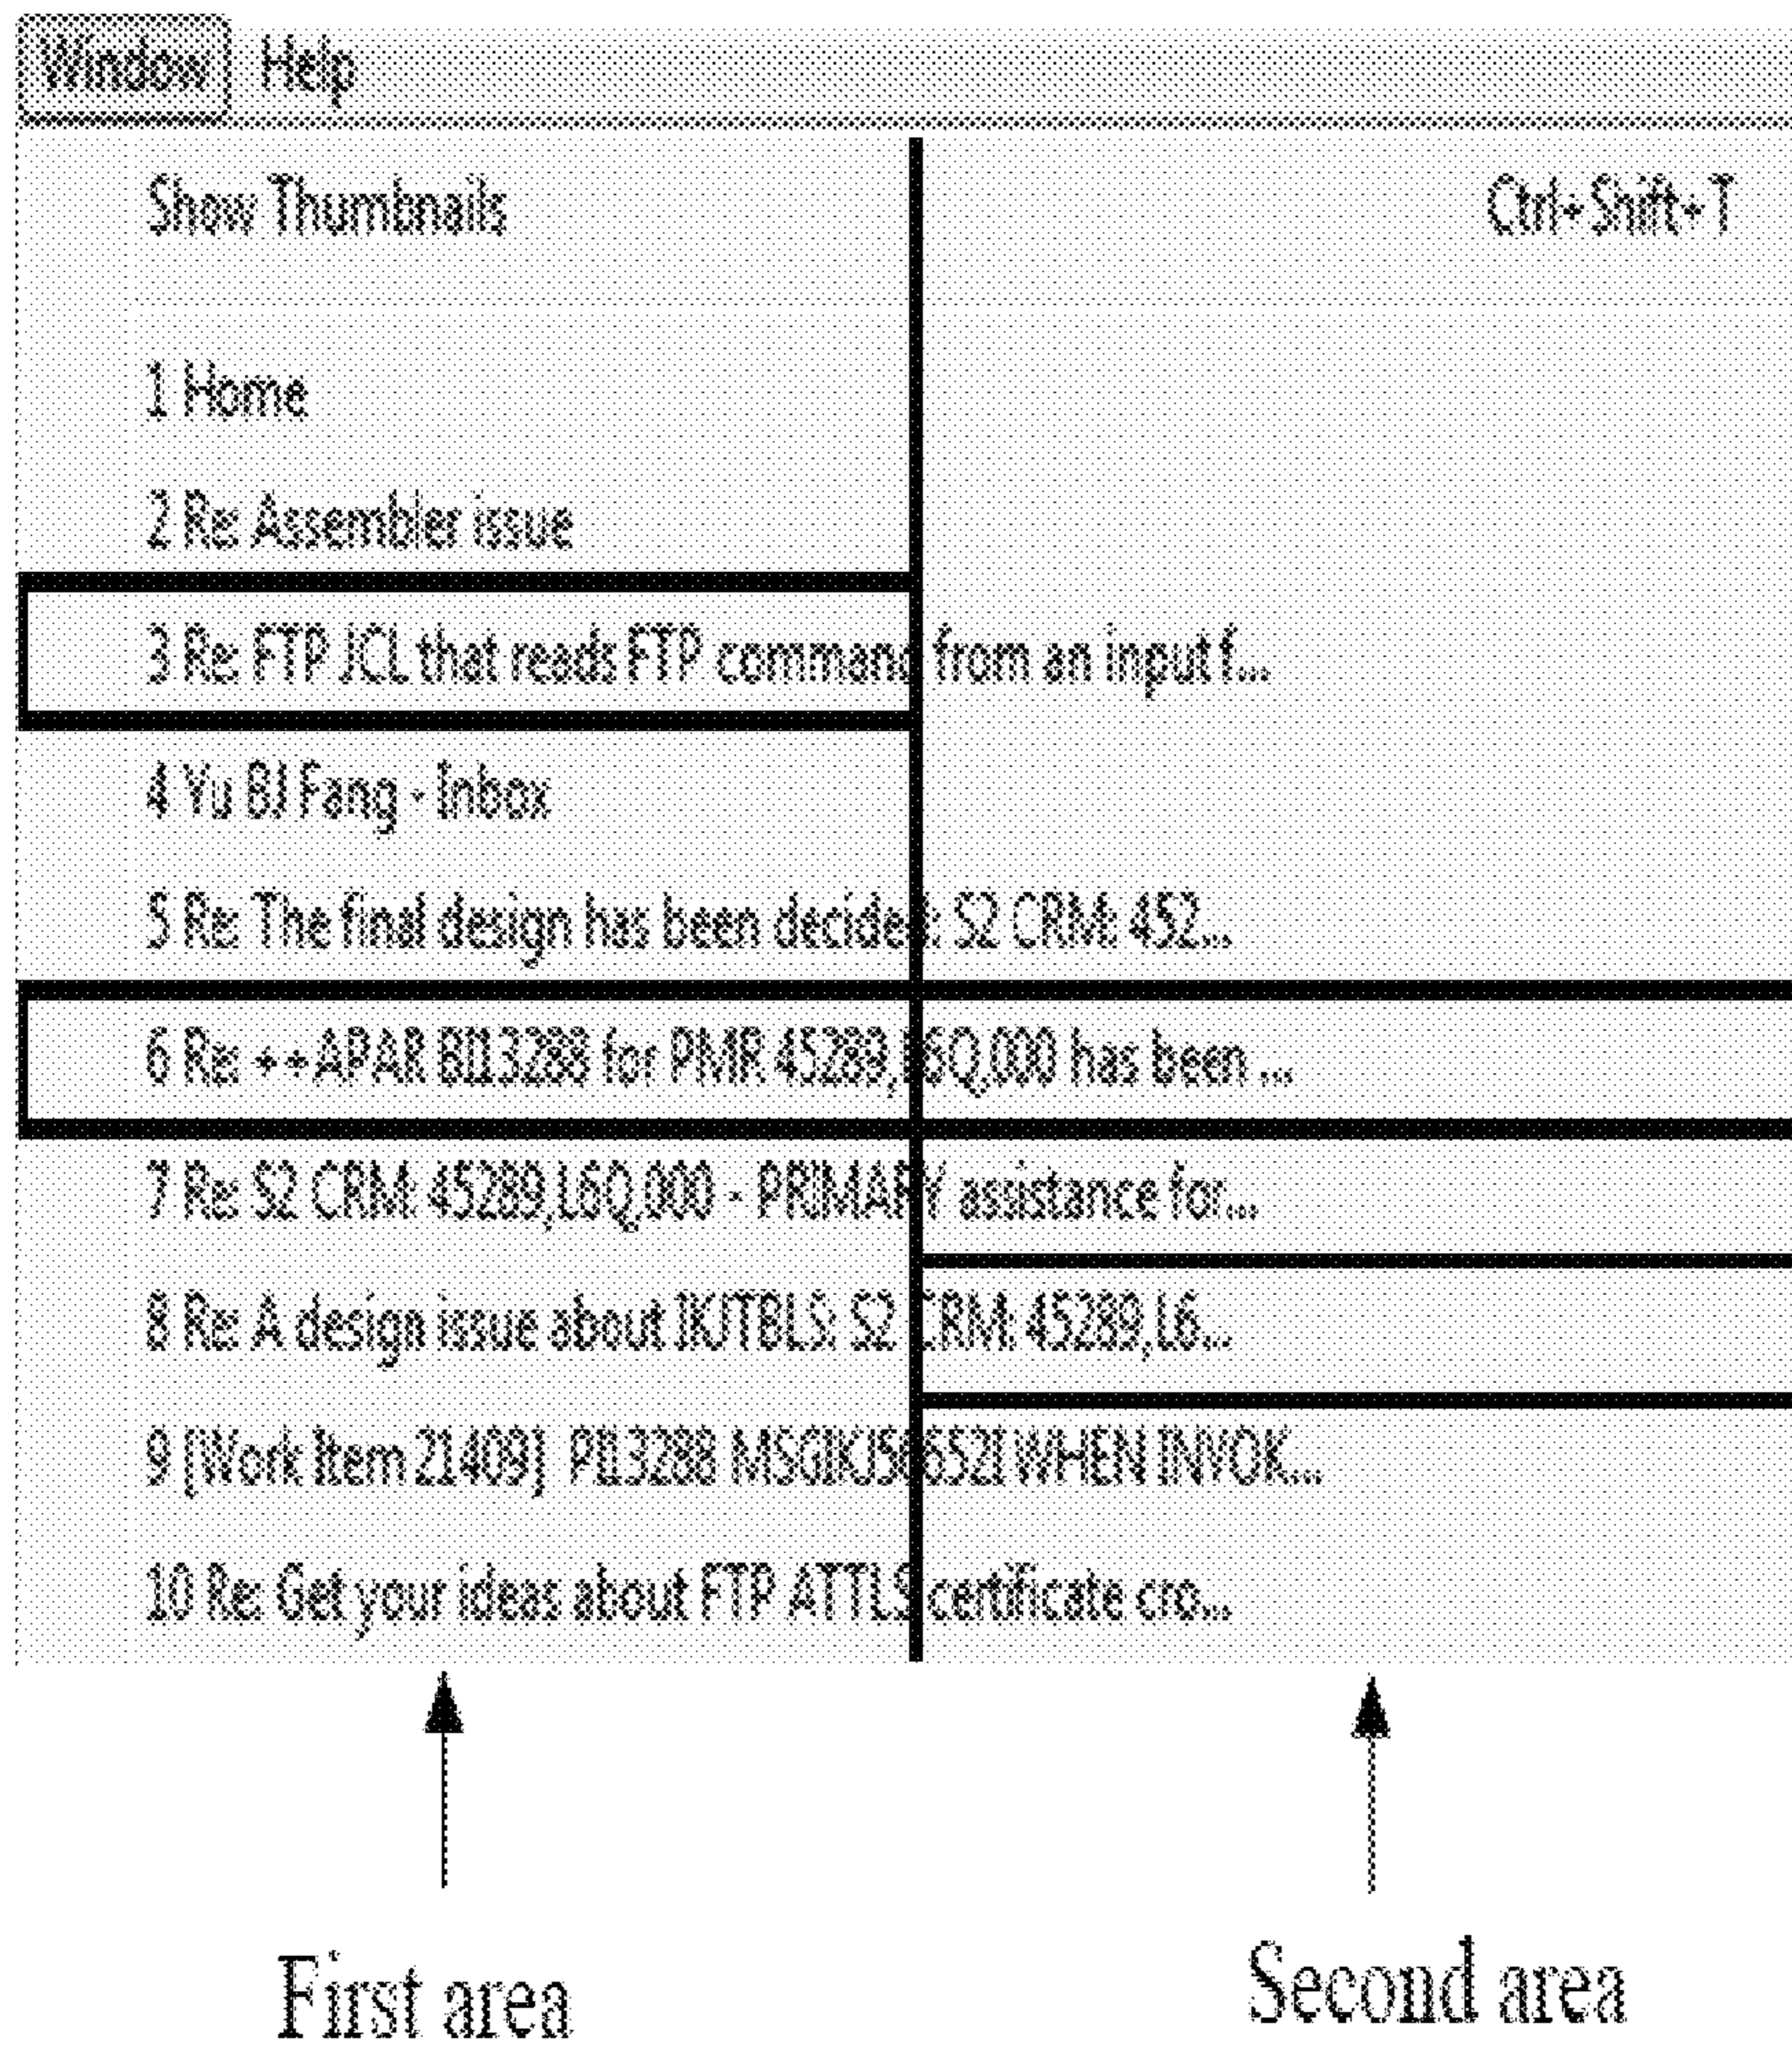 Window Help
Show Thumbnails Ctrl+Shift+T
1 Home
2 Re: Assembler issue
3 Re: FTP JCL that reads FTP command from an input f...
4 Yu BJ Fang - Inbox
5 Re: The final design has been decided: S2 CRM: 452...
6 Re: ++APAR BI13288 for PMR 45289,L6Q,000 has been ...
7 Re: S2 CRM: 45289,L6Q,000 - PRIMARY assistance for...
8 Re: A design issue about IKJTBLS: S2 CRM: 45289,L6...
9 [Work Item 21409] PI13288 MSGIKJ56652I WHEN INVOK...
10 Re: Get your ideas about FTP ATTLS certificate cro...
First area
Second area